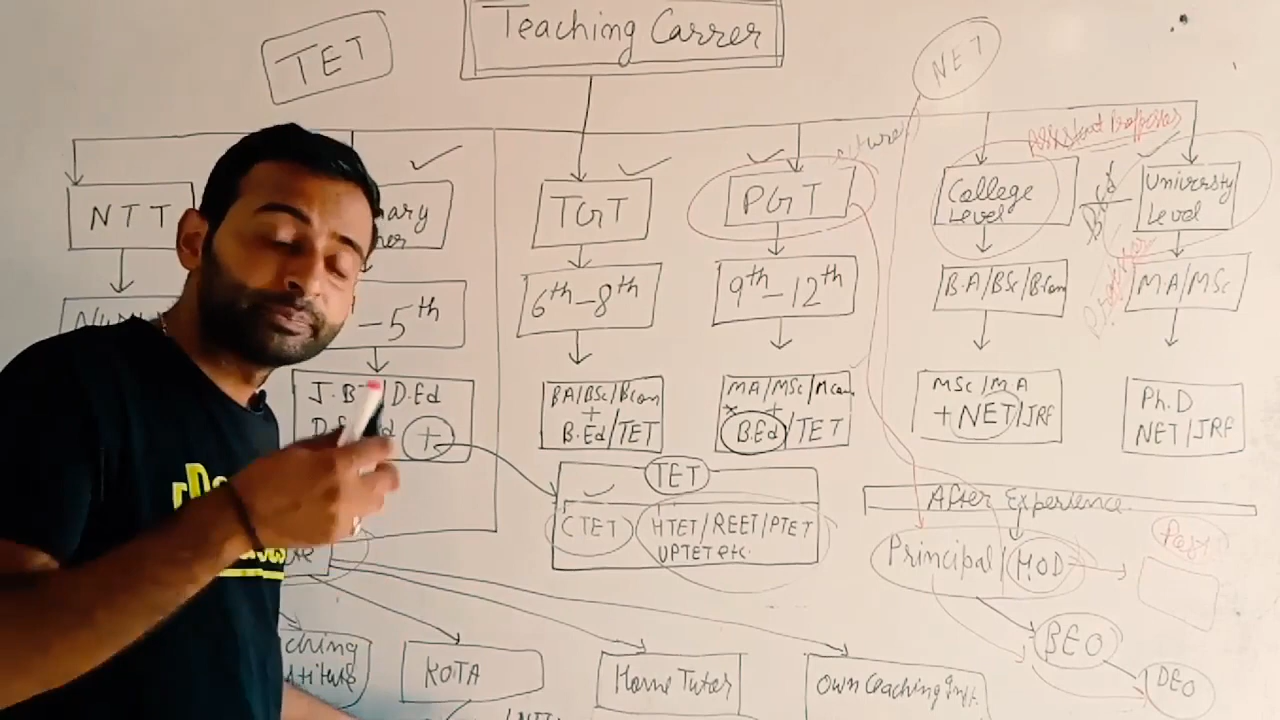 Teaching Carrer
TET
NET
Assistant Proffesor
NTT
TGT
PGT
College
Level
University
Level
- 5th
6th-8th
9th-12th
B.A/BSc/Bcom
MA/MSc
D.Ed
BA/BSc/Bcom
+
B.Ed/TET
MA/MSc/Mcom
+
B.Ed/TET
MSc/MA
+ NET/JRF
Ph.D
NET/JRF
+
TET
CTET
HTET/REET/PTET
UPTET etc.
After Experience
Principal/HOD
BEO
DEO
KOTA
Home Tutor
Own Coaching Inst.